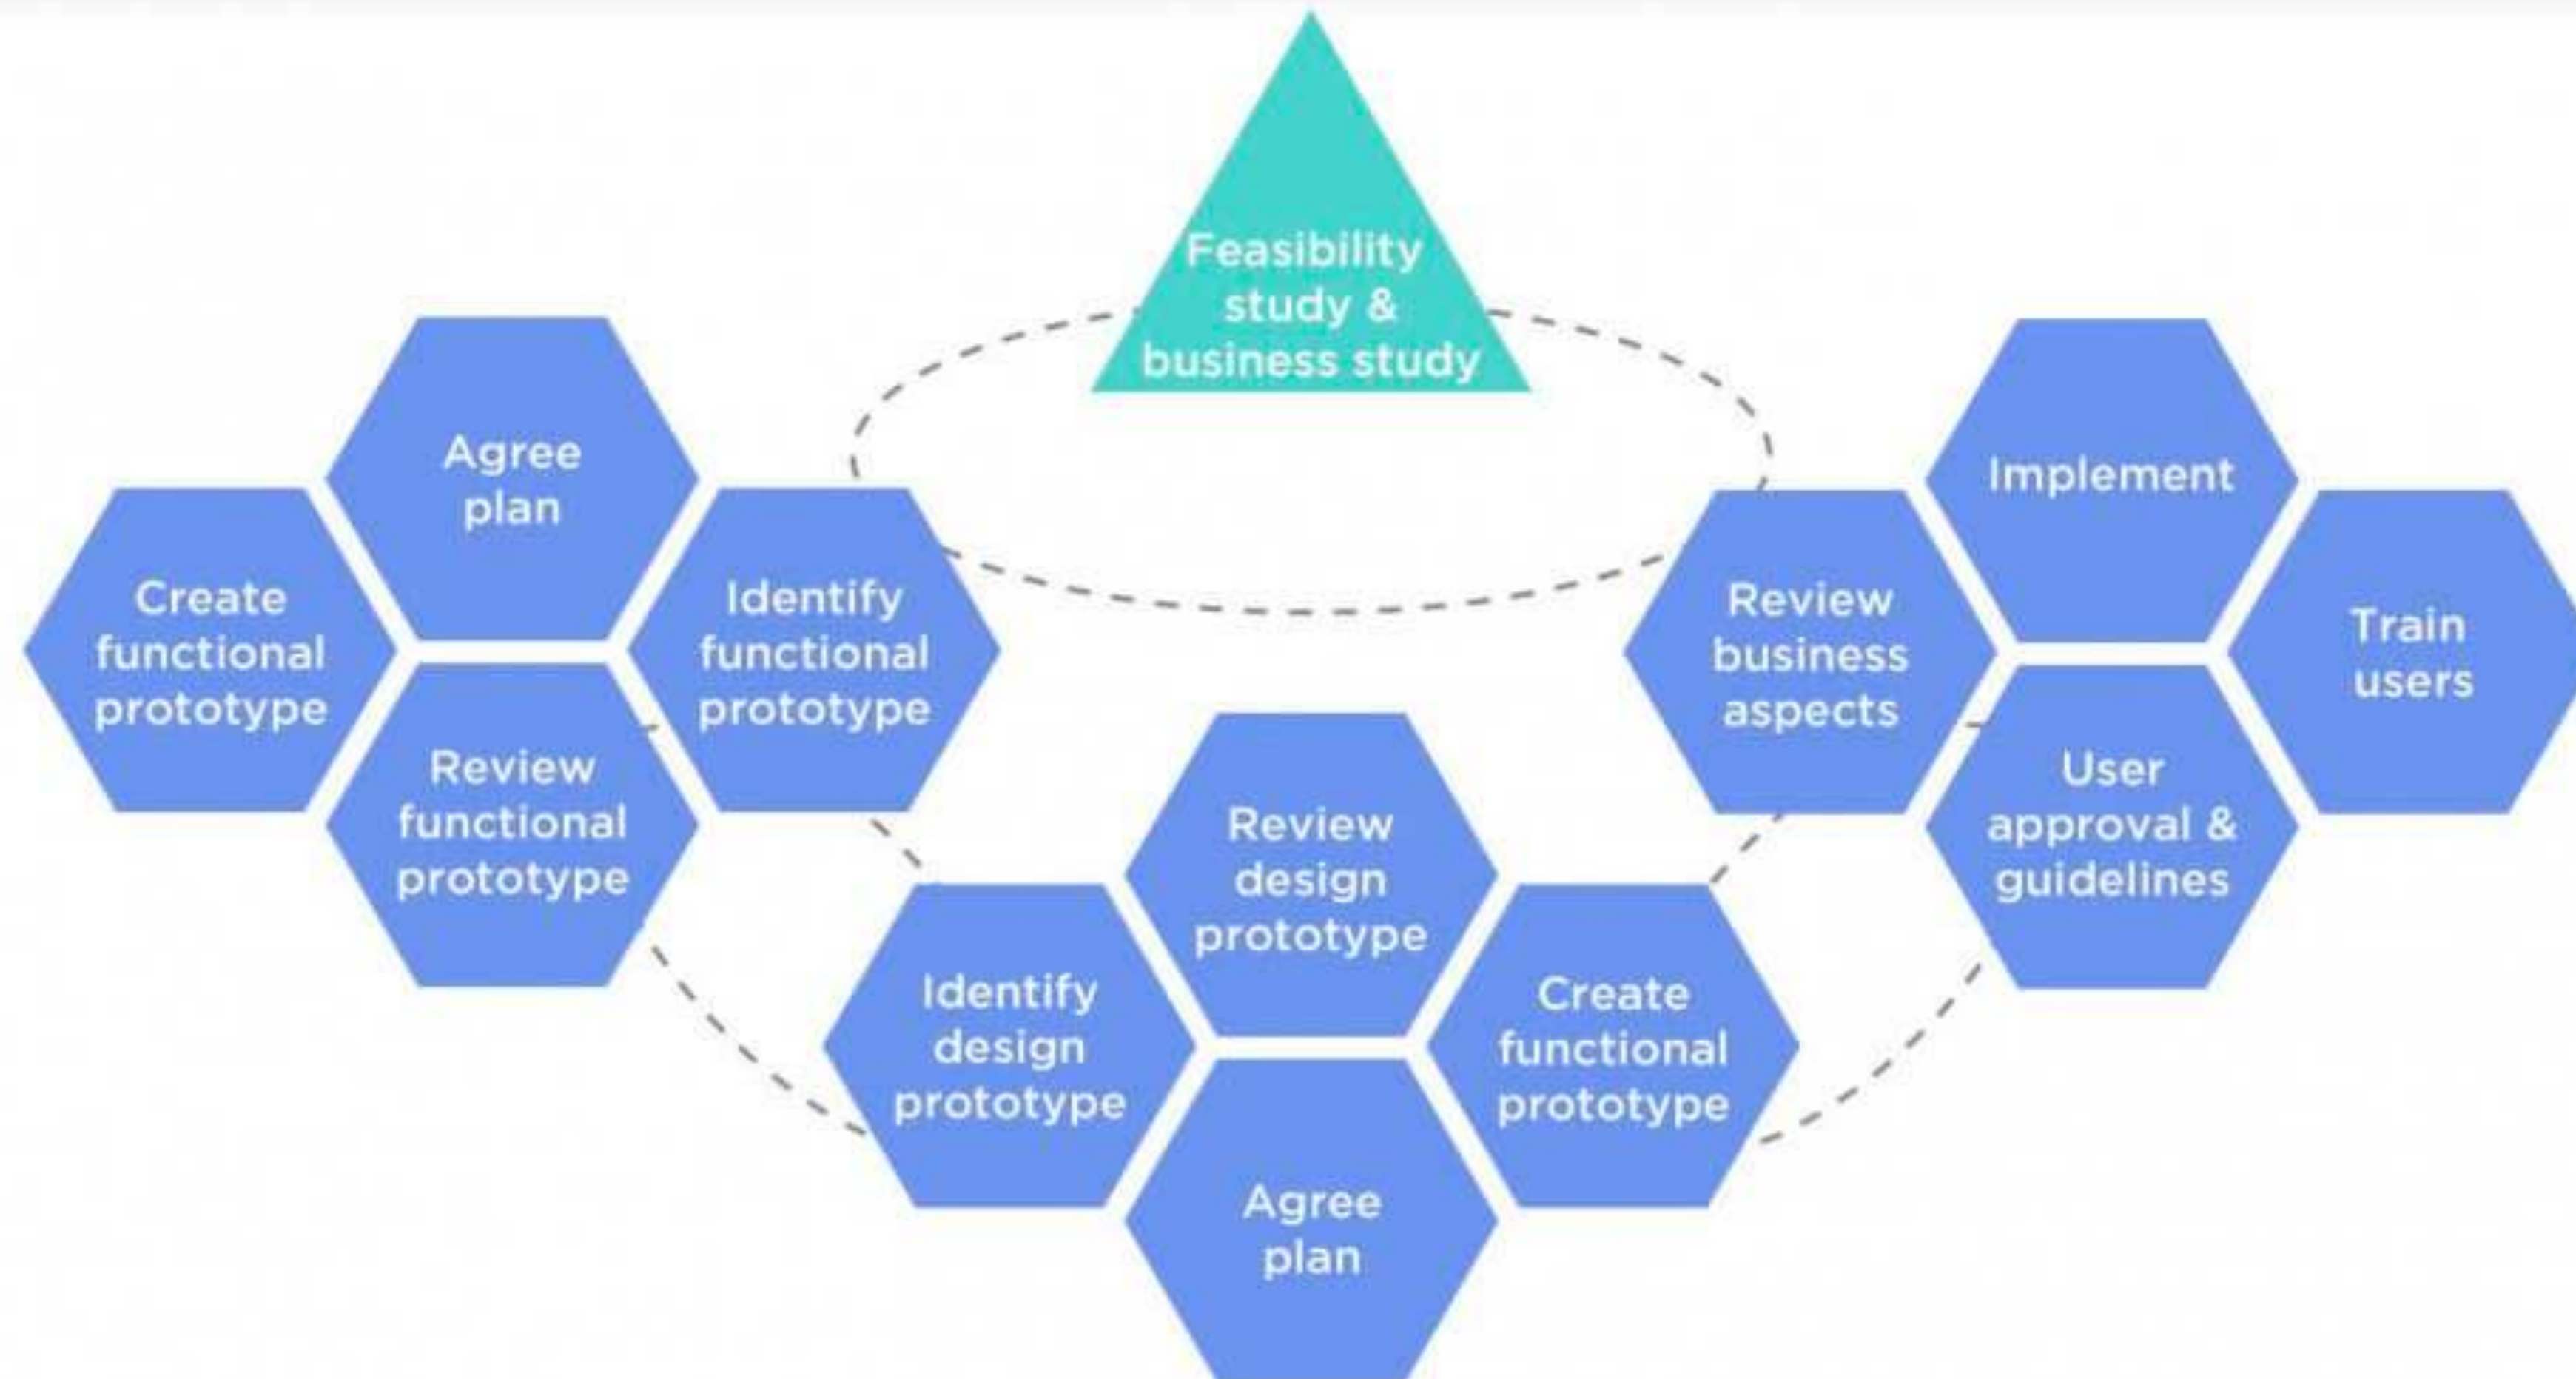 Feasibility
study &
business study
Agree
plan
Create
functional
prototype
Identify
functional
prototype
Review
functional
prototype
Implement
Review
business
aspects
Train
users
User
approval &
guidelines
Review
design
prototype
Identify
design
prototype
Create
functional
prototype
Agree
plan